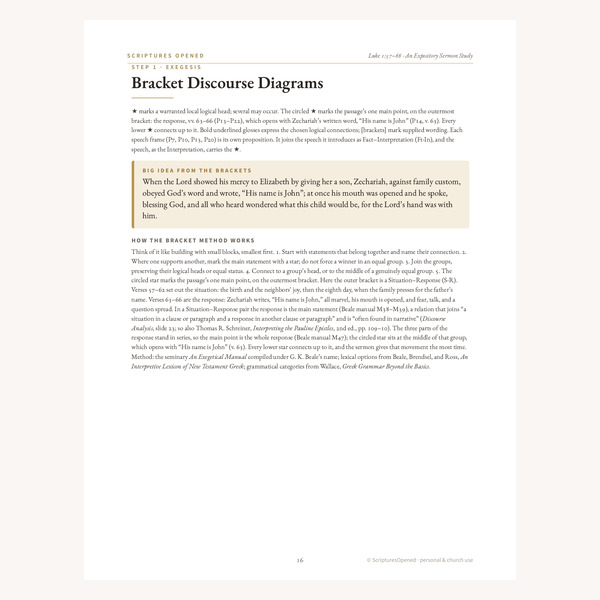 SCRIPTURES OPENED
Luke 1:57–66 · An Expository Sermon Study
STEP 1 · EXEGESIS
Bracket Discourse Diagrams
★ marks a warranted local logical head; several may occur. The circled ★ marks the passage's one main point, on the outermost
bracket: the response, vv. 63–66 (P13–P22), which opens with Zechariah's written word, “His name is John” (P14, v. 63). Every
lower ★ connects up to it. Bold underlined glosses express the chosen logical connections; [brackets] mark supplied wording. Each
speech frame (P7, P10, P13, P20) is its own proposition. It joins the speech it introduces as Fact–Interpretation (Ft-In), and the
speech, as the Interpretation, carries the ★.
BIG IDEA FROM THE BRACKETS
When the Lord showed his mercy to Elizabeth by giving her a son, Zechariah, against family custom,
obeyed God's word and wrote, “His name is John”; at once his mouth was opened and he spoke,
blessing God, and all who heard wondered what this child would be, for the Lord's hand was with
him.
HOW THE BRACKET METHOD WORKS
Think of it like building with small blocks, smallest first. 1. Start with statements that belong together and name their connection. 2.
Where one supports another, mark the main statement with a star; do not force a winner in an equal group. 3. Join the groups,
preserving their logical heads or equal status. 4. Connect to a group's head, or to the middle of a genuinely equal group. 5. The
circled star marks the passage's one main point, on the outermost bracket. Here the outer bracket is a Situation–Response (S-R).
Verses 57–62 set out the situation: the birth and the neighbors' joy, then the eighth day, when the family presses for the father's
name. Verses 63–66 are the response: Zechariah writes, “His name is John,” all marvel, his mouth is opened, and fear, talk, and a
question spread. In a Situation–Response pair the response is the main statement (Beale manual M38–M39), a relation that joins “a
situation in a clause or paragraph and a response in another clause or paragraph” and is “often found in narrative” (Discourse
Analysis, slide 23; so also Thomas R. Schreiner, Interpreting the Pauline Epistles, 2nd ed., pp. 109–10). The three parts of the
response stand in series, so the main point is the whole response (Beale manual M47); the circled star sits at the middle of that group,
which opens with “His name is John” (v. 63). Every lower star connects up to it, and the sermon gives that movement the most time.
Method: the seminary An Exegetical Manual compiled under G. K. Beale's name; lexical options from Beale, Brendsel, and Ross, An
Interpretive Lexicon of New Testament Greek; grammatical categories from Wallace, Greek Grammar Beyond the Basics.
16
© ScripturesOpened · personal & church use